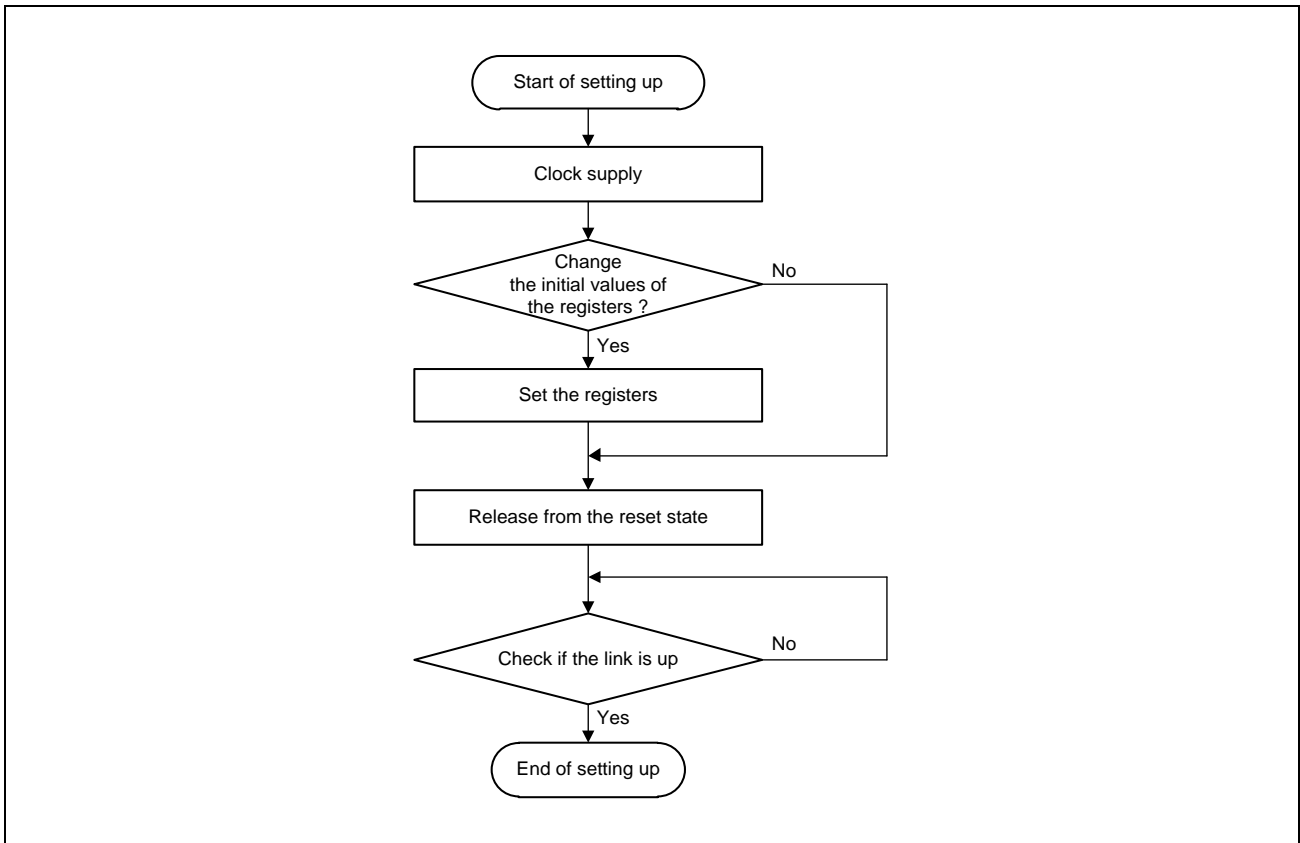 Start of setting up
Clock supply
Change
the initial values of
the registers ?
No
Yes
Set the registers
Release from the reset state
Check if the link is up
No
Yes
End of setting up